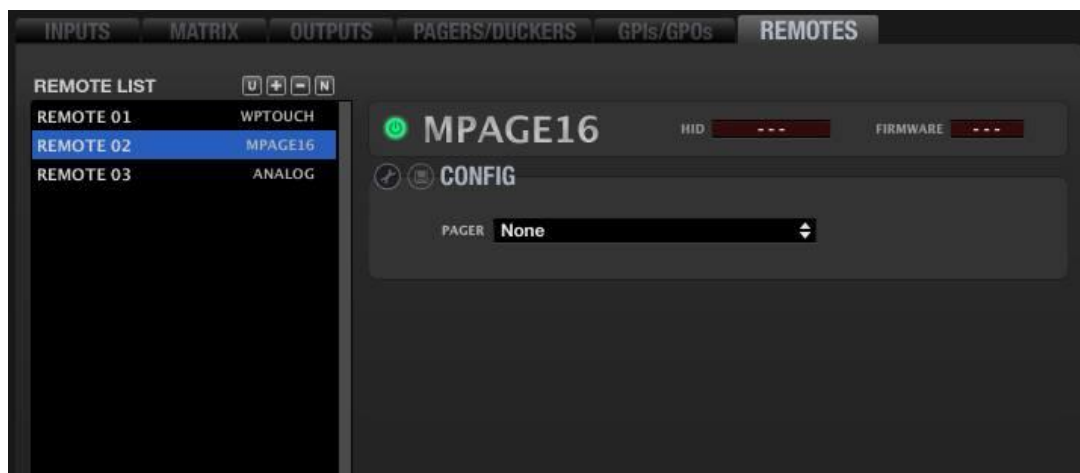 INPUTS MATRIX OUTPUTS PAGERS/DUCKERS GPIs/GPOs REMOTES
REMOTE LIST U + - N
REMOTE 01 WPTOUCH
REMOTE 02 MPAGE16
REMOTE 03 ANALOG
MPAGE16 HID --- FIRMWARE ---
CONFIG
PAGER None